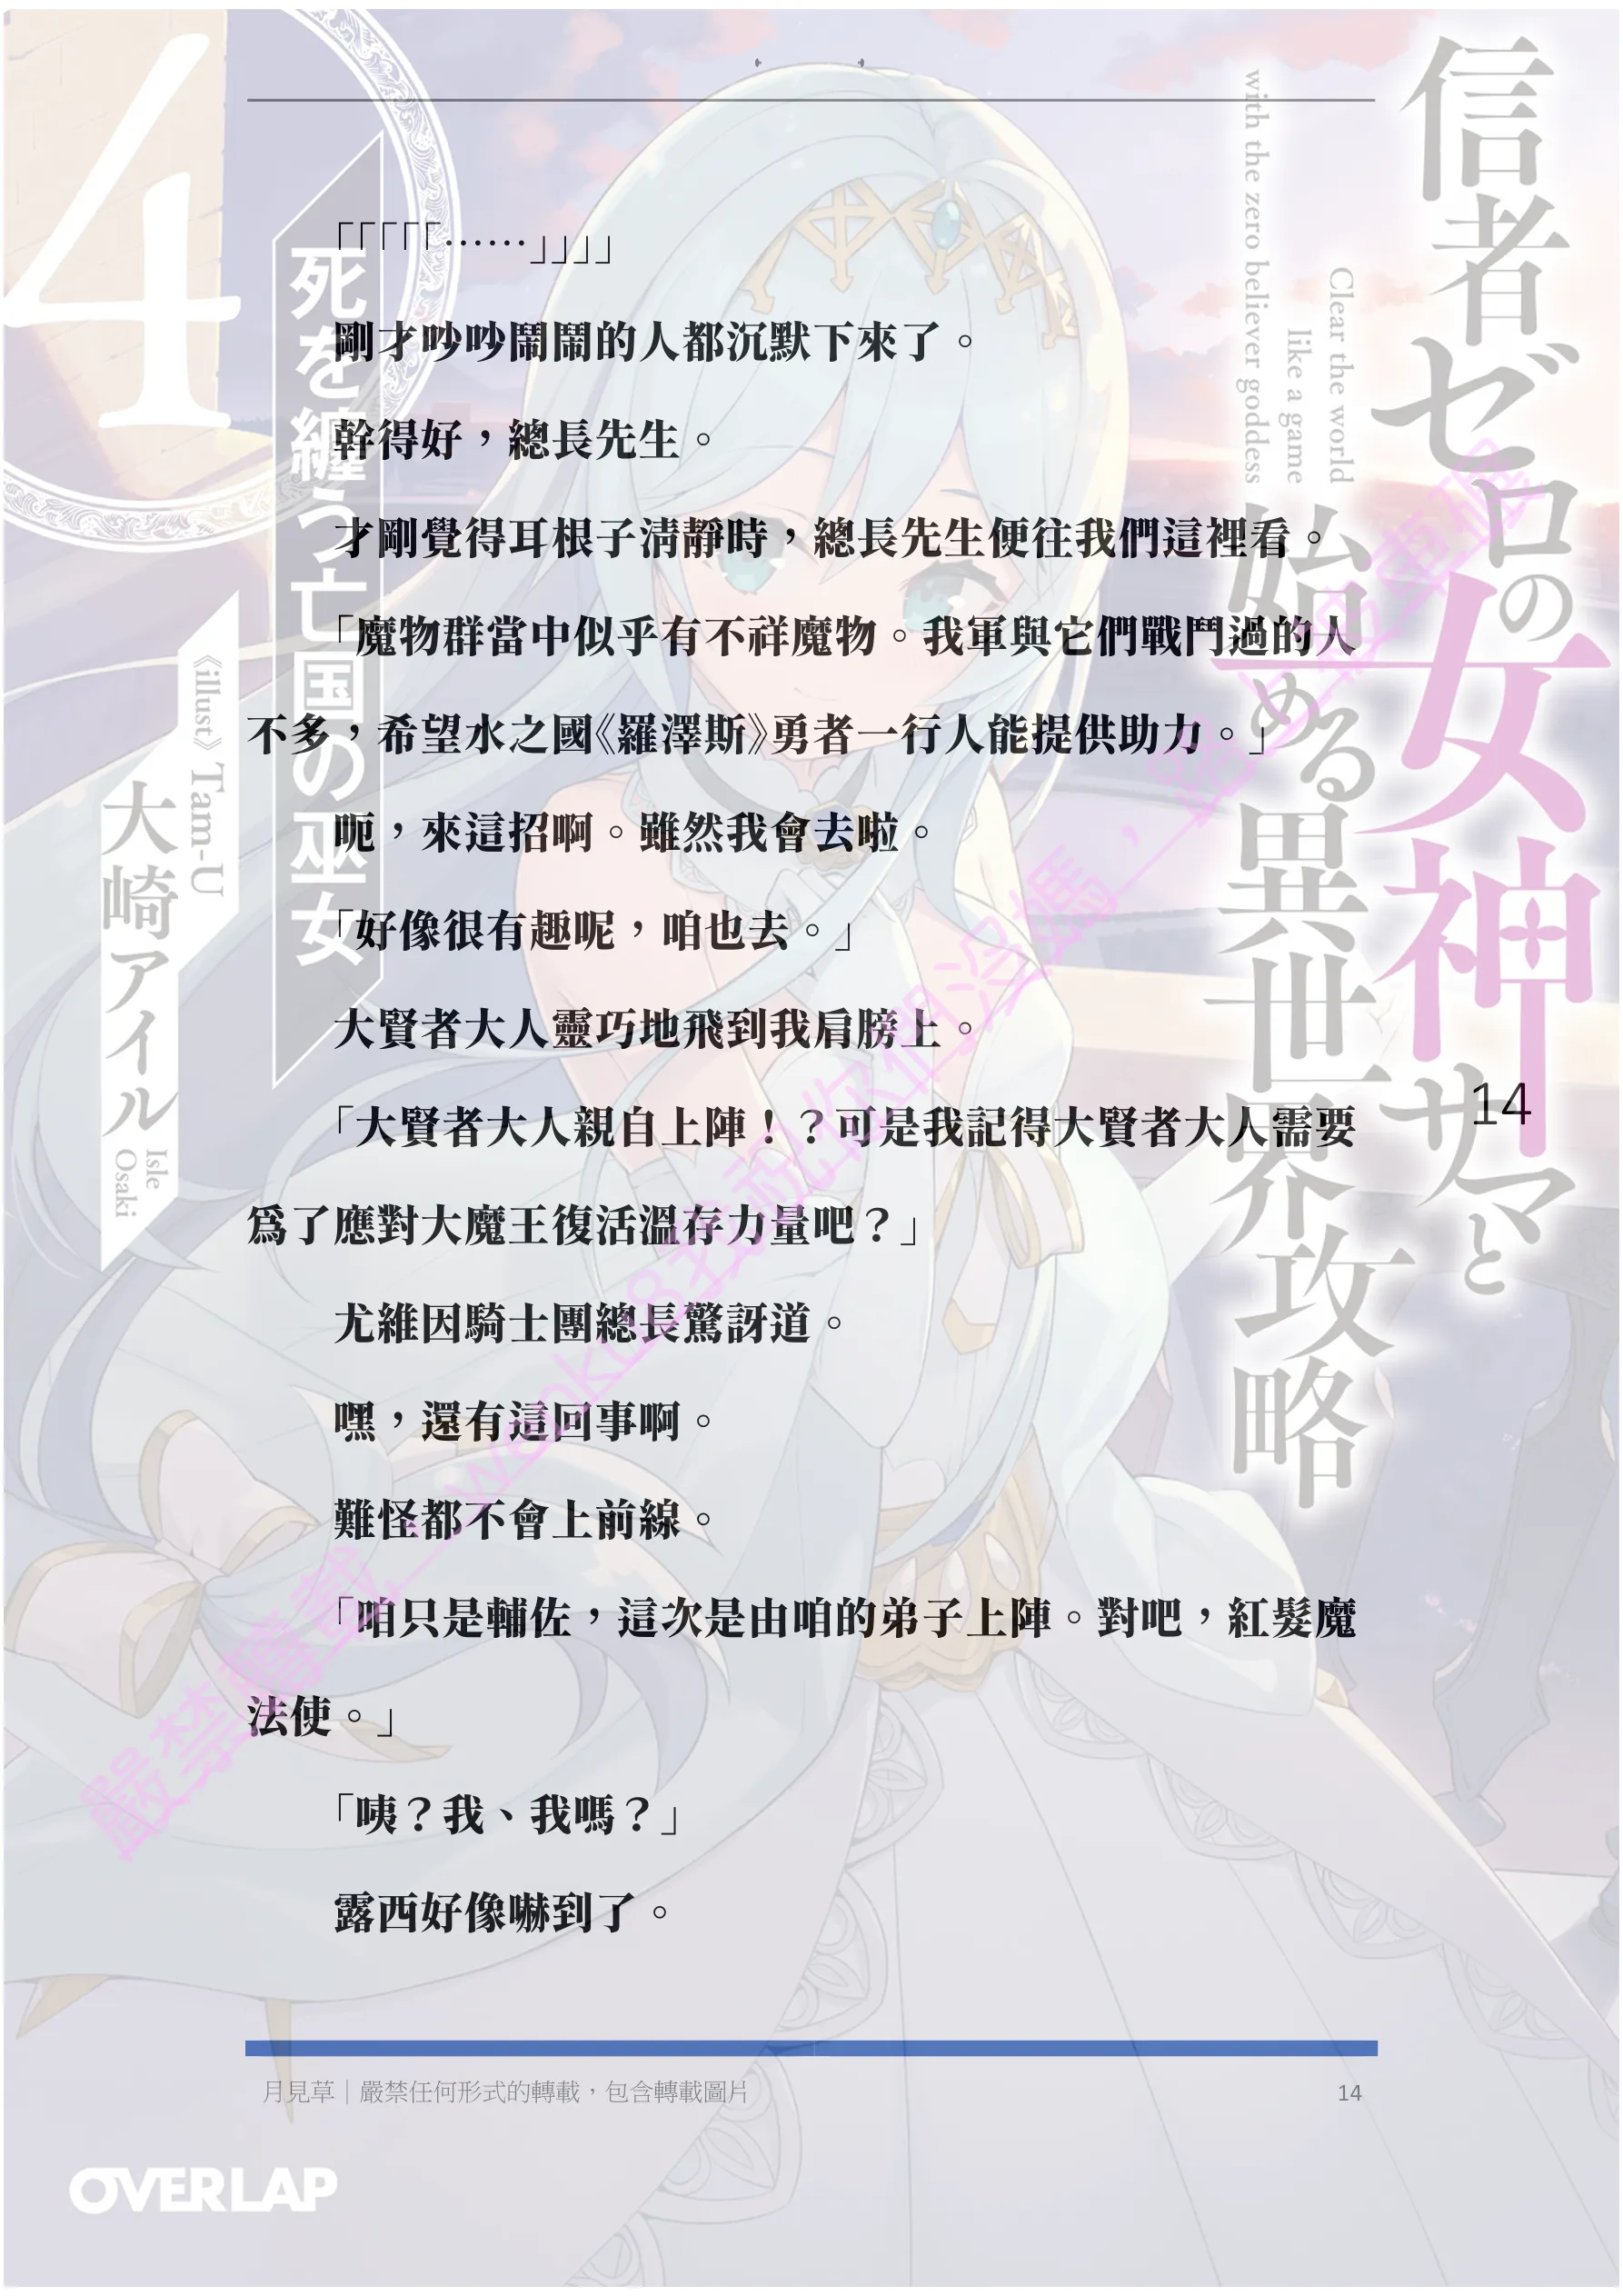 「「「「「……」」」」
剛才吵吵鬧鬧的人都沉默下來了。
幹得好，總長先生。
才剛覺得耳根子清靜時，總長先生便往我們這裡看。
「魔物群當中似乎有不祥魔物。我軍與它們戰鬥過的人
不多，希望水之國《羅澤斯》勇者一行人能提供助力。」
呃，來這招啊。雖然我會去啦。
「好像很有趣呢，咱也去。」
大賢者大人靈巧地飛到我肩膀上。
「大賢者大人親自上陣！？可是我記得大賢者大人需要
爲了應對大魔王復活溫存力量吧？」
尤維因騎士團總長驚訝道。
嘿，還有這回事啊。
難怪都不會上前線。
「咱只是輔佐，這次是由咱的弟子上陣。對吧，紅髮魔
法使。」
「咦？我、我嗎？」
露西好像嚇到了。
月見草｜嚴禁任何形式的轉載，包含轉載圖片
14
14
信者ゼロの女神サマと
始める異世界攻略
Clear the world
like a game
with the zero believer goddess
4
死を纏う亡国の巫女
《illust》Tam-U
大崎アイル
Isle
Osaki
OVERLAP